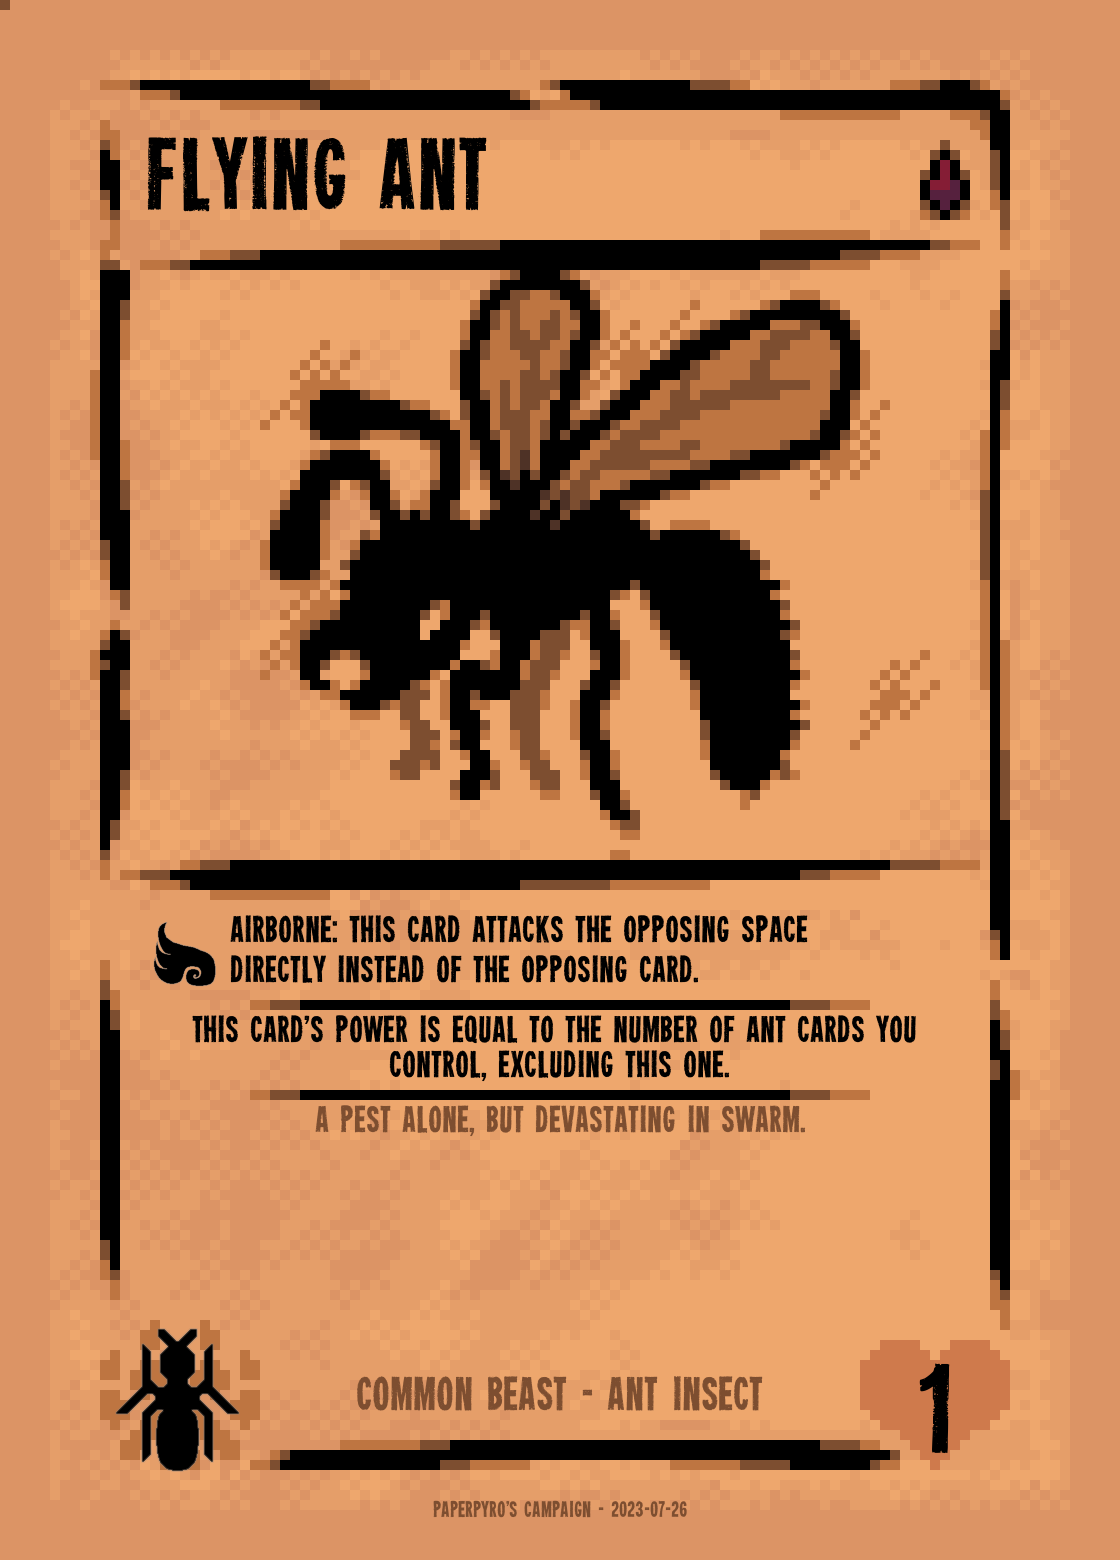 FLYING ANT
AIRBORNE: THIS CARD ATTACKS THE OPPOSING SPACE
DIRECTLY INSTEAD OF THE OPPOSING CARD.
THIS CARD'S POWER IS EQUAL TO THE NUMBER OF ANT CARDS YOU
CONTROL, EXCLUDING THIS ONE.
A PEST ALONE, BUT DEVASTATING IN SWARM.
COMMON BEAST - ANT INSECT
1
PAPERPYRO'S CAMPAIGN - 2023-07-26